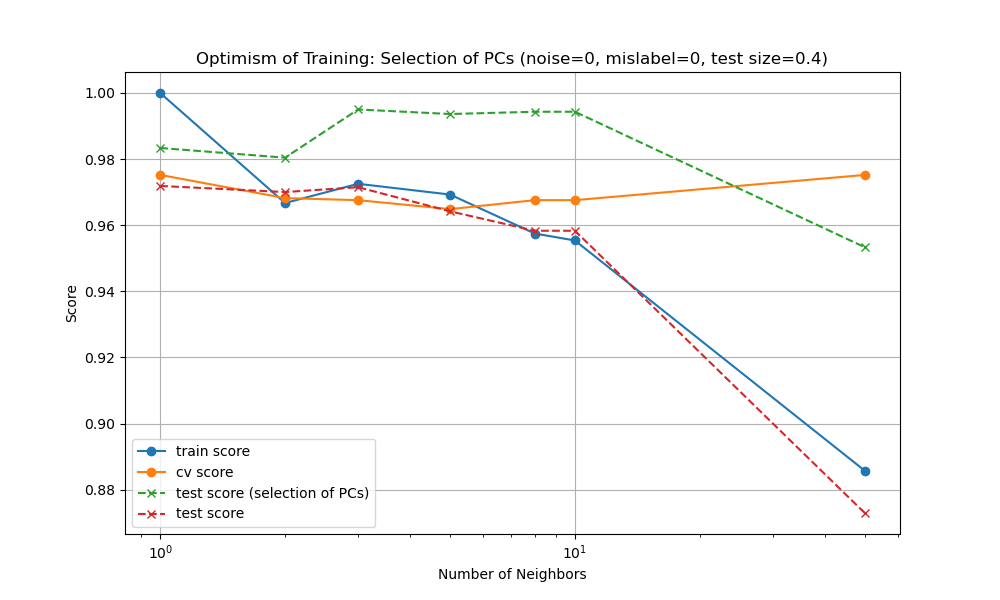 Optimism of Training: Selection of PCs (noise=0, mislabel=0, test size=0.4)
Score
1.00
0.98
0.96
0.94
0.92
0.90
0.88
train score
cv score
test score (selection of PCs)
test score
10⁰
10¹
Number of Neighbors